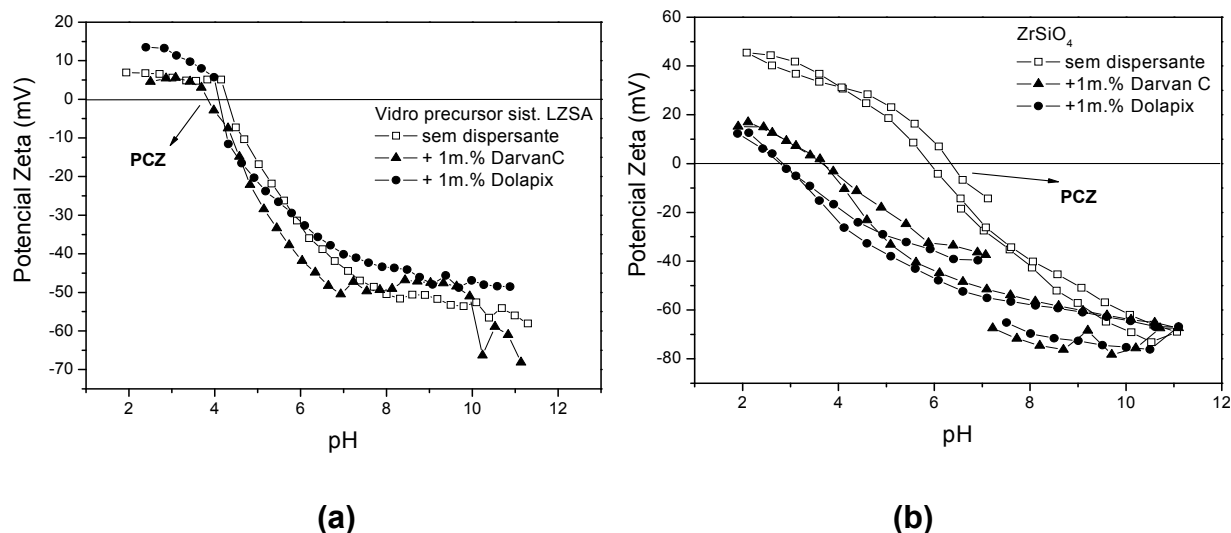 Potencial Zeta (mV)
20
10
0
-10
-20
-30
-40
-50
-60
-70
PCZ
Vidro precursor sist. LZSA
sem dispersante
+ 1m.% DarvanC
+ 1m.% Dolapix
2 4 6 8 10 12
pH
(a)
Potencial Zeta (mV)
60
40
20
0
-20
-40
-60
-80
ZrSiO4
sem dispersante
+1m.% Darvan C
+1m.% Dolapix
PCZ
2 4 6 8 10 12
pH
(b)